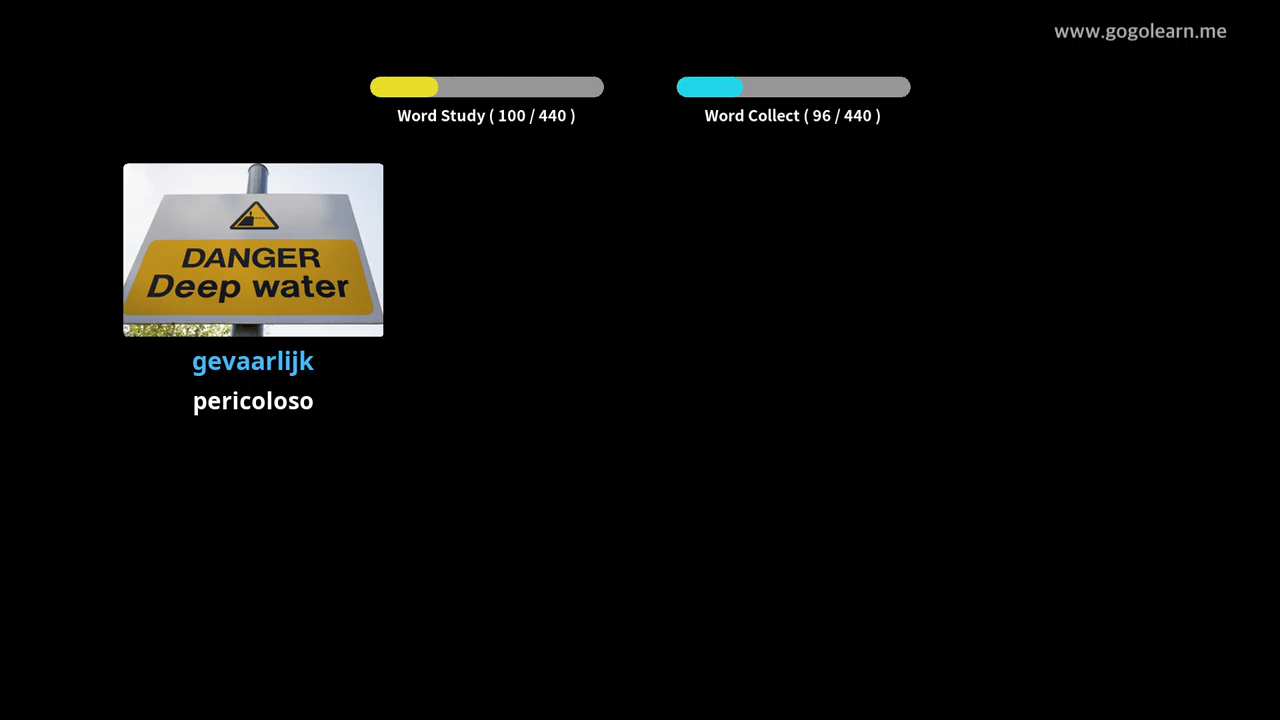 www.gogolearn.me
Word Study ( 100 / 440 )
Word Collect ( 96 / 440 )
DANGER
Deep water
gevaarlijk
pericoloso